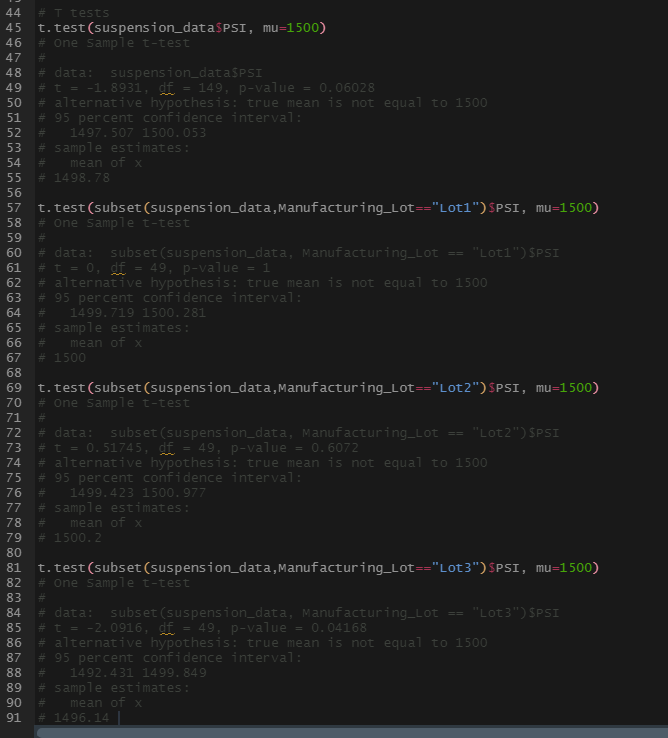 44 # T tests
45 t.test(suspension_data$PSI, mu=1500)
46 # One Sample t-test
47 #
48 # data:  suspension_data$PSI
49 # t = -1.8931, df = 149, p-value = 0.06028
50 # alternative hypothesis: true mean is not equal to 1500
51 # 95 percent confidence interval:
52 #   1497.507 1500.053
53 # sample estimates:
54 #   mean of x
55 # 1498.78
56
57 t.test(subset(suspension_data,Manufacturing_Lot=="Lot1")$PSI, mu=1500)
58 # One Sample t-test
59 #
60 # data:  subset(suspension_data, Manufacturing_Lot == "Lot1")$PSI
61 # t = 0, df = 49, p-value = 1
62 # alternative hypothesis: true mean is not equal to 1500
63 # 95 percent confidence interval:
64 #   1499.719 1500.281
65 # sample estimates:
66 #   mean of x
67 # 1500
68
69 t.test(subset(suspension_data,Manufacturing_Lot=="Lot2")$PSI, mu=1500)
70 # One Sample t-test
71 #
72 # data:  subset(suspension_data, Manufacturing_Lot == "Lot2")$PSI
73 # t = 0.51745, df = 49, p-value = 0.6072
74 # alternative hypothesis: true mean is not equal to 1500
75 # 95 percent confidence interval:
76 #   1499.423 1500.977
77 # sample estimates:
78 #   mean of x
79 # 1500.2
80
81 t.test(subset(suspension_data,Manufacturing_Lot=="Lot3")$PSI, mu=1500)
82 # One Sample t-test
83 #
84 # data:  subset(suspension_data, Manufacturing_Lot == "Lot3")$PSI
85 # t = -2.0916, df = 49, p-value = 0.04168
86 # alternative hypothesis: true mean is not equal to 1500
87 # 95 percent confidence interval:
88 #   1492.431 1499.849
89 # sample estimates:
90 #   mean of x
91 # 1496.14